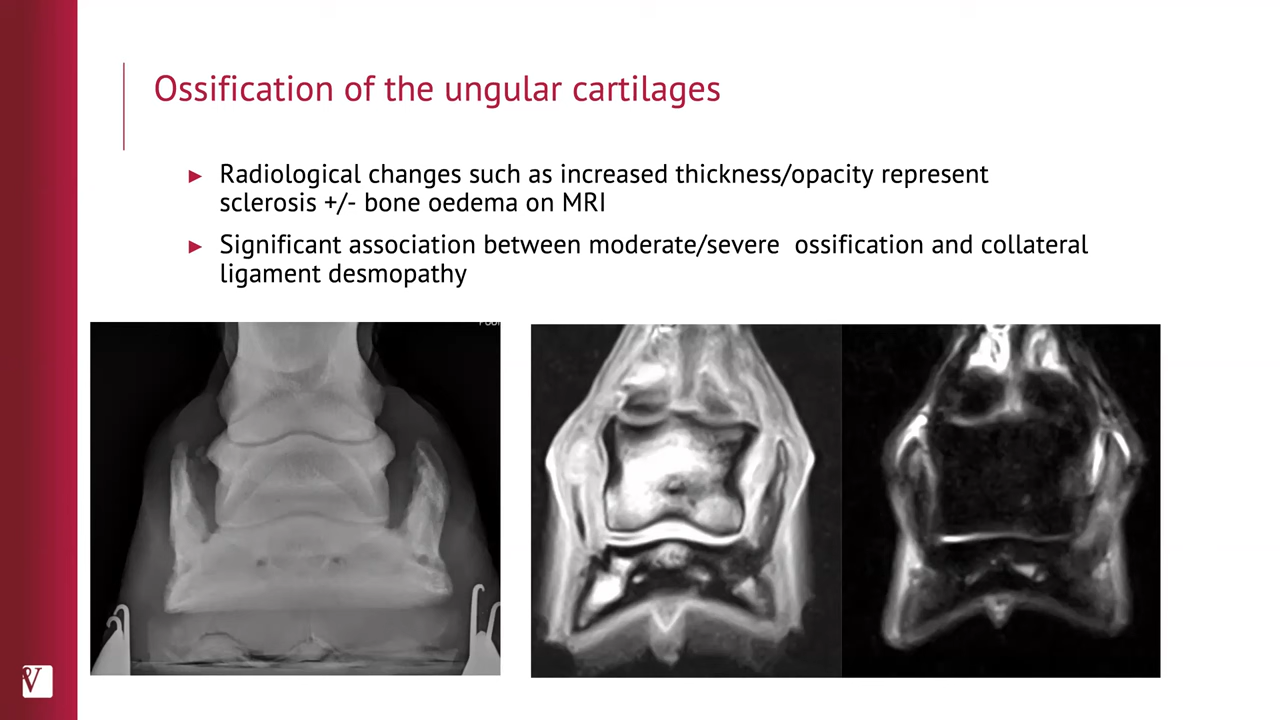 Ossification of the ungular cartilages
► Radiological changes such as increased thickness/opacity represent
sclerosis +/- bone oedema on MRI
► Significant association between moderate/severe ossification and collateral
ligament desmopathy
V